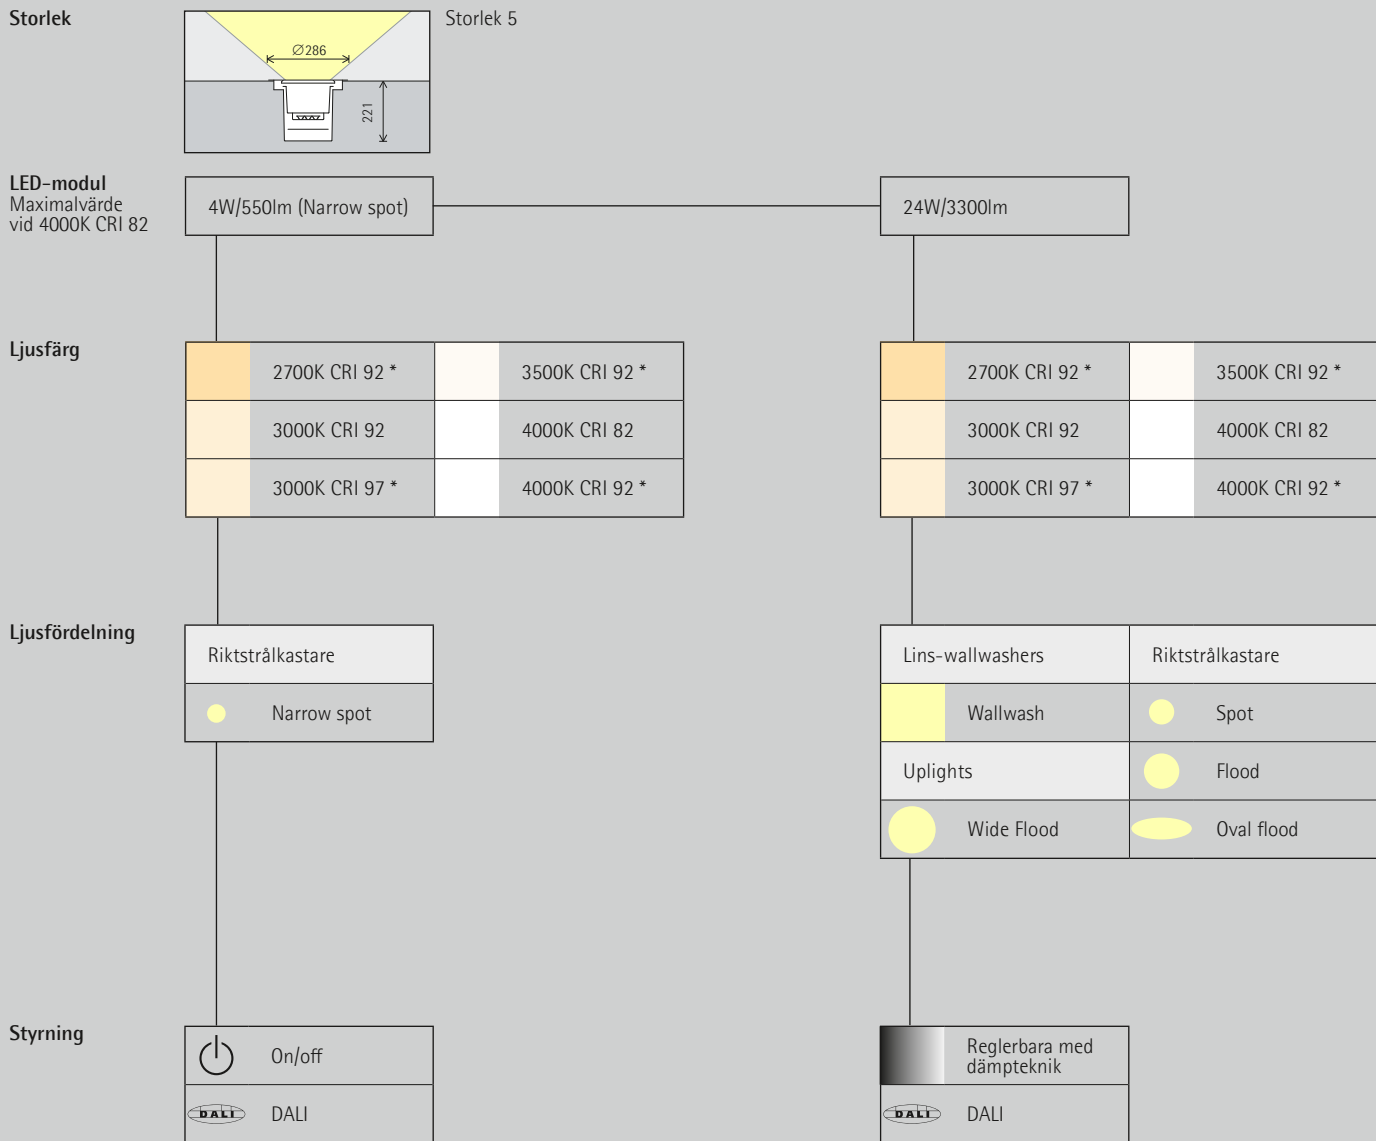 Storlek
Ø286
221
Storlek 5
LED-modul
Maximalvärde
vid 4000K CRI 82
4W/550lm (Narrow spot)
24W/3300lm
Ljusfärg
2700K CRI 92 *
3500K CRI 92 *
2700K CRI 92 *
3500K CRI 92 *
3000K CRI 92
4000K CRI 82
3000K CRI 92
4000K CRI 82
3000K CRI 97 *
4000K CRI 92 *
3000K CRI 97 *
4000K CRI 92 *
Ljusfördelning
Riktstrålkastare
Narrow spot
Lins-wallwashers
Riktstrålkastare
Wallwash
Spot
Uplights
Flood
Wide Flood
Oval flood
Styrning
On/off
DALI
DALI
Reglerbara med
dämpteknik
DALI
DALI